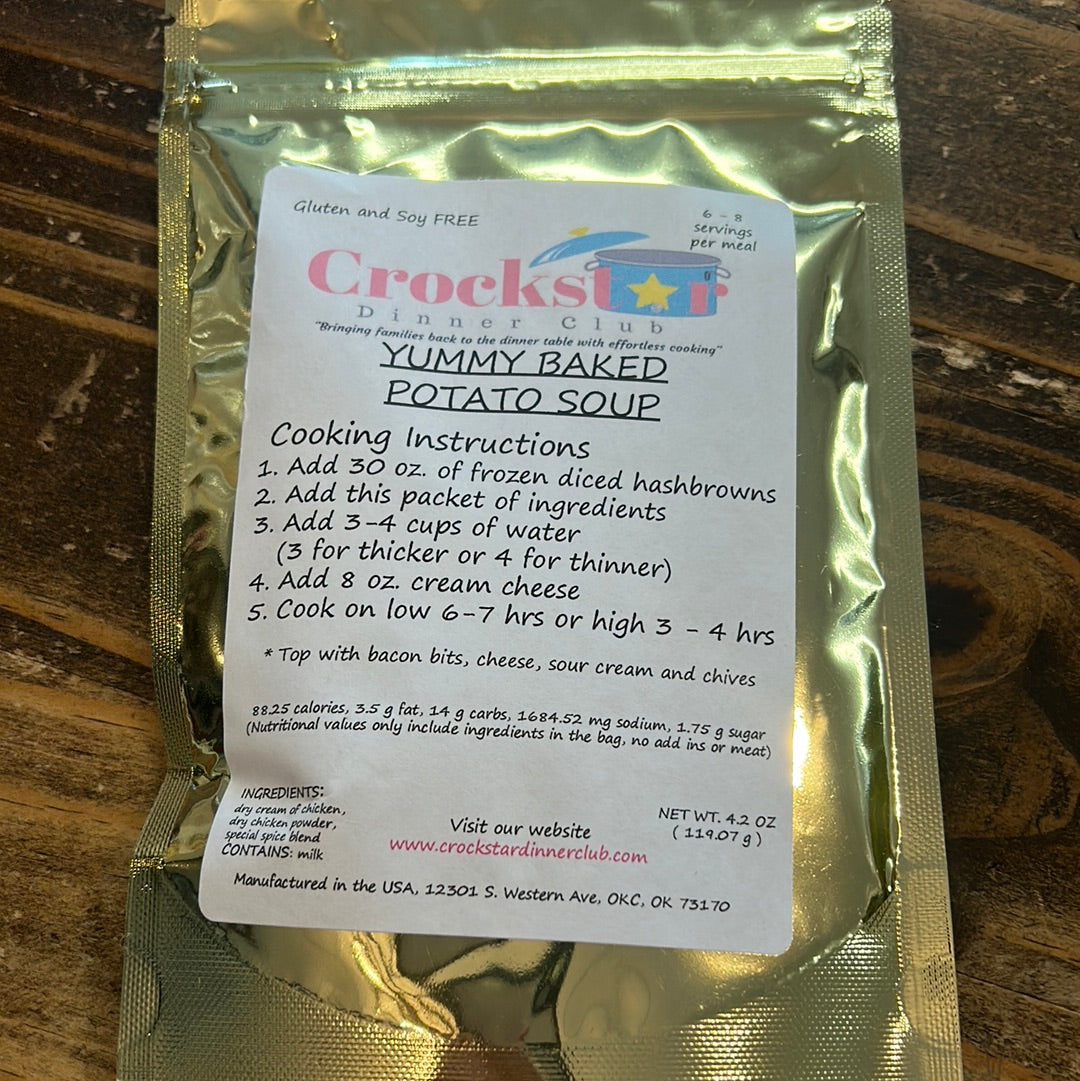 Gluten and Soy FREE
6 - 8
servings
per meal
Crockstar
Dinner Club
"Bringing families back to the dinner table with effortless cooking"
YUMMY BAKED
POTATO SOUP
Cooking Instructions
1. Add 30 oz. of frozen diced hashbrowns
2. Add this packet of ingredients
3. Add 3-4 cups of water
(3 for thicker or 4 for thinner)
4. Add 8 oz. cream cheese
5. Cook on low 6-7 hrs or high 3 - 4 hrs
* Top with bacon bits, cheese, sour cream and chives
88.25 calories, 3.5 g fat, 14 g carbs, 1684.52 mg sodium, 1.75 g sugar
(Nutritional values only include ingredients in the bag, no add ins or meat)
INGREDIENTS:
dry cream of chicken,
dry chicken powder,
special spice blend
CONTAINS: milk
Visit our website
www.crockstardinnerclub.com
NET WT. 4.2 OZ
( 119.07 g )
Manufactured in the USA, 12301 S. Western Ave, OKC, OK 73170